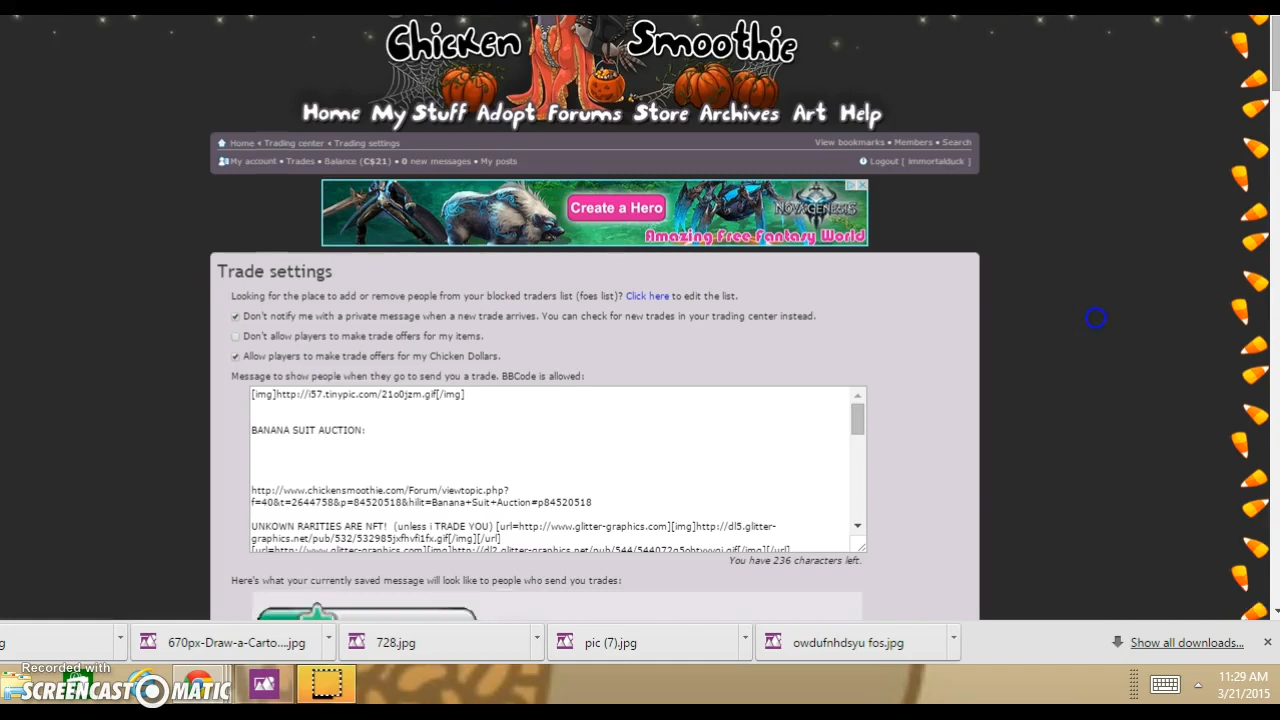 Chicken Smoothie
Home My Stuff Adopt Forums Store Archives Art Help
Home ‹ Trading center ‹ Trading settings
View bookmarks • Members • Search
My account • Trades • Balance (C$21) • 0 new messages • My posts
Logout [ immortalduck ]
Create a Hero
NOVAGENESIS
Amazing Free Fantasy World
Trade settings
Looking for the place to add or remove people from your blocked traders list (foes list)? Click here to edit the list.
Don't notify me with a private message when a new trade arrives. You can check for new trades in your trading center instead.
Don't allow players to make trade offers for my items.
Allow players to make trade offers for my Chicken Dollars.
Message to show people when they go to send you a trade. BBCode is allowed:
[img]http://i57.tinypic.com/21o0jzm.gif[/img]
BANANA SUIT AUCTION:
http://www.chickensmoothie.com/Forum/viewtopic.php?
f=40&t=2644758&p=84520518&hilit=Banana+Suit+Auction#p84520518
UNKOWN RARITIES ARE NFT! (unless i TRADE YOU) [url=http://www.glitter-graphics.com][img]http://dl5.glitter-
graphics.net/pub/532/532985jxfhvfi1fx.gif[/img][/url]
You have 236 characters left.
Here's what your currently saved message will look like to people who send you trades:
g
670px-Draw-a-Carto....jpg
728.jpg
pic (7).jpg
owdufnhdsyu fos.jpg
Show all downloads...
Recorded with
SCREENCAST MATIC
11:29 AM
3/21/2015